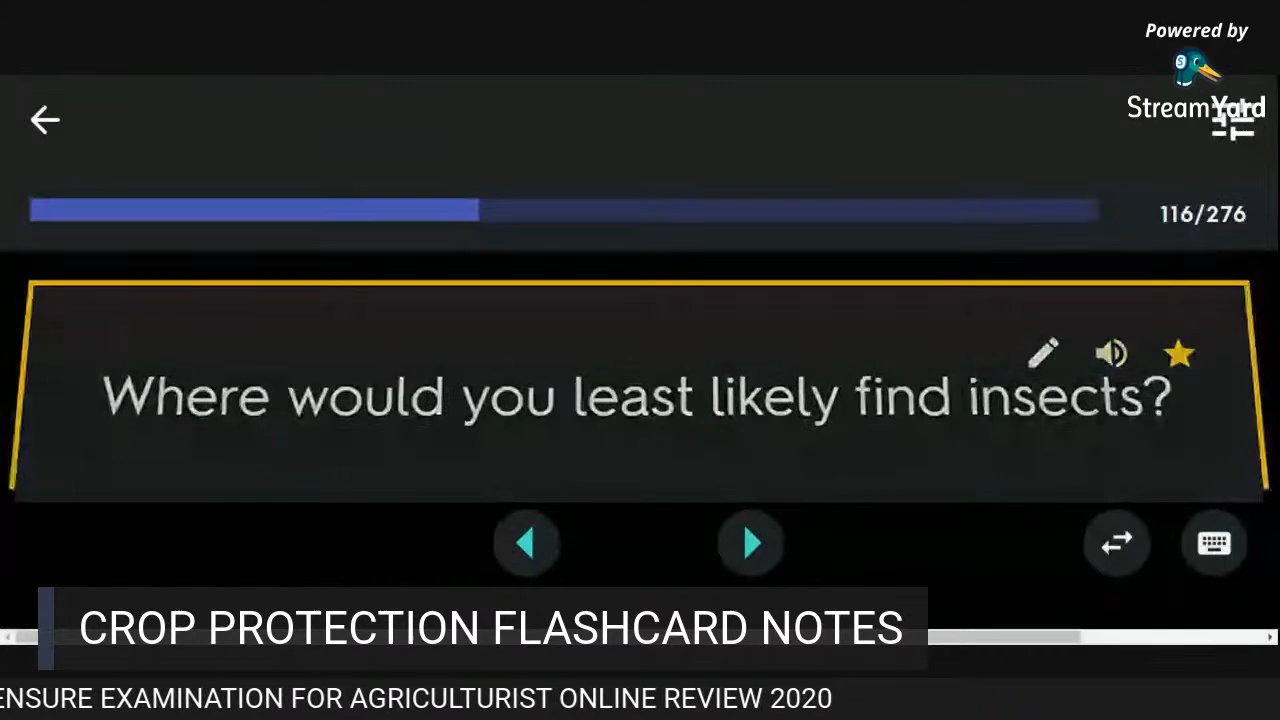 Powered by
StreamYard
116/276
Where would you least likely find insects?
CROP PROTECTION FLASHCARD NOTES
ENSURE EXAMINATION FOR AGRICULTURIST ONLINE REVIEW 2020